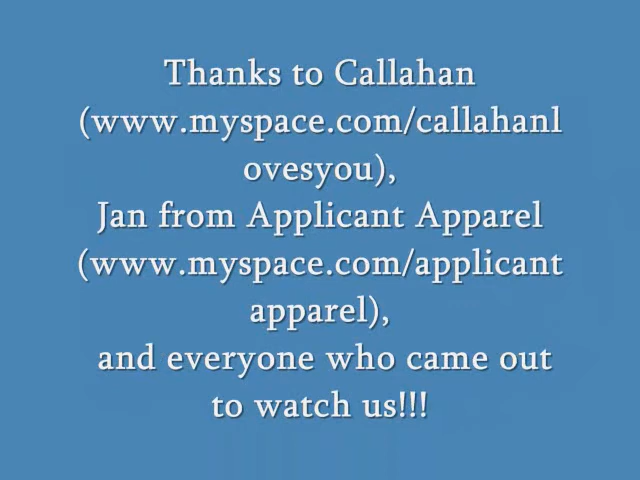 Thanks to Callahan
(www.myspace.com/callahanl
ovesyou),
Jan from Applicant Apparel
(www.myspace.com/applicant
apparel),
and everyone who came out
to watch us!!!